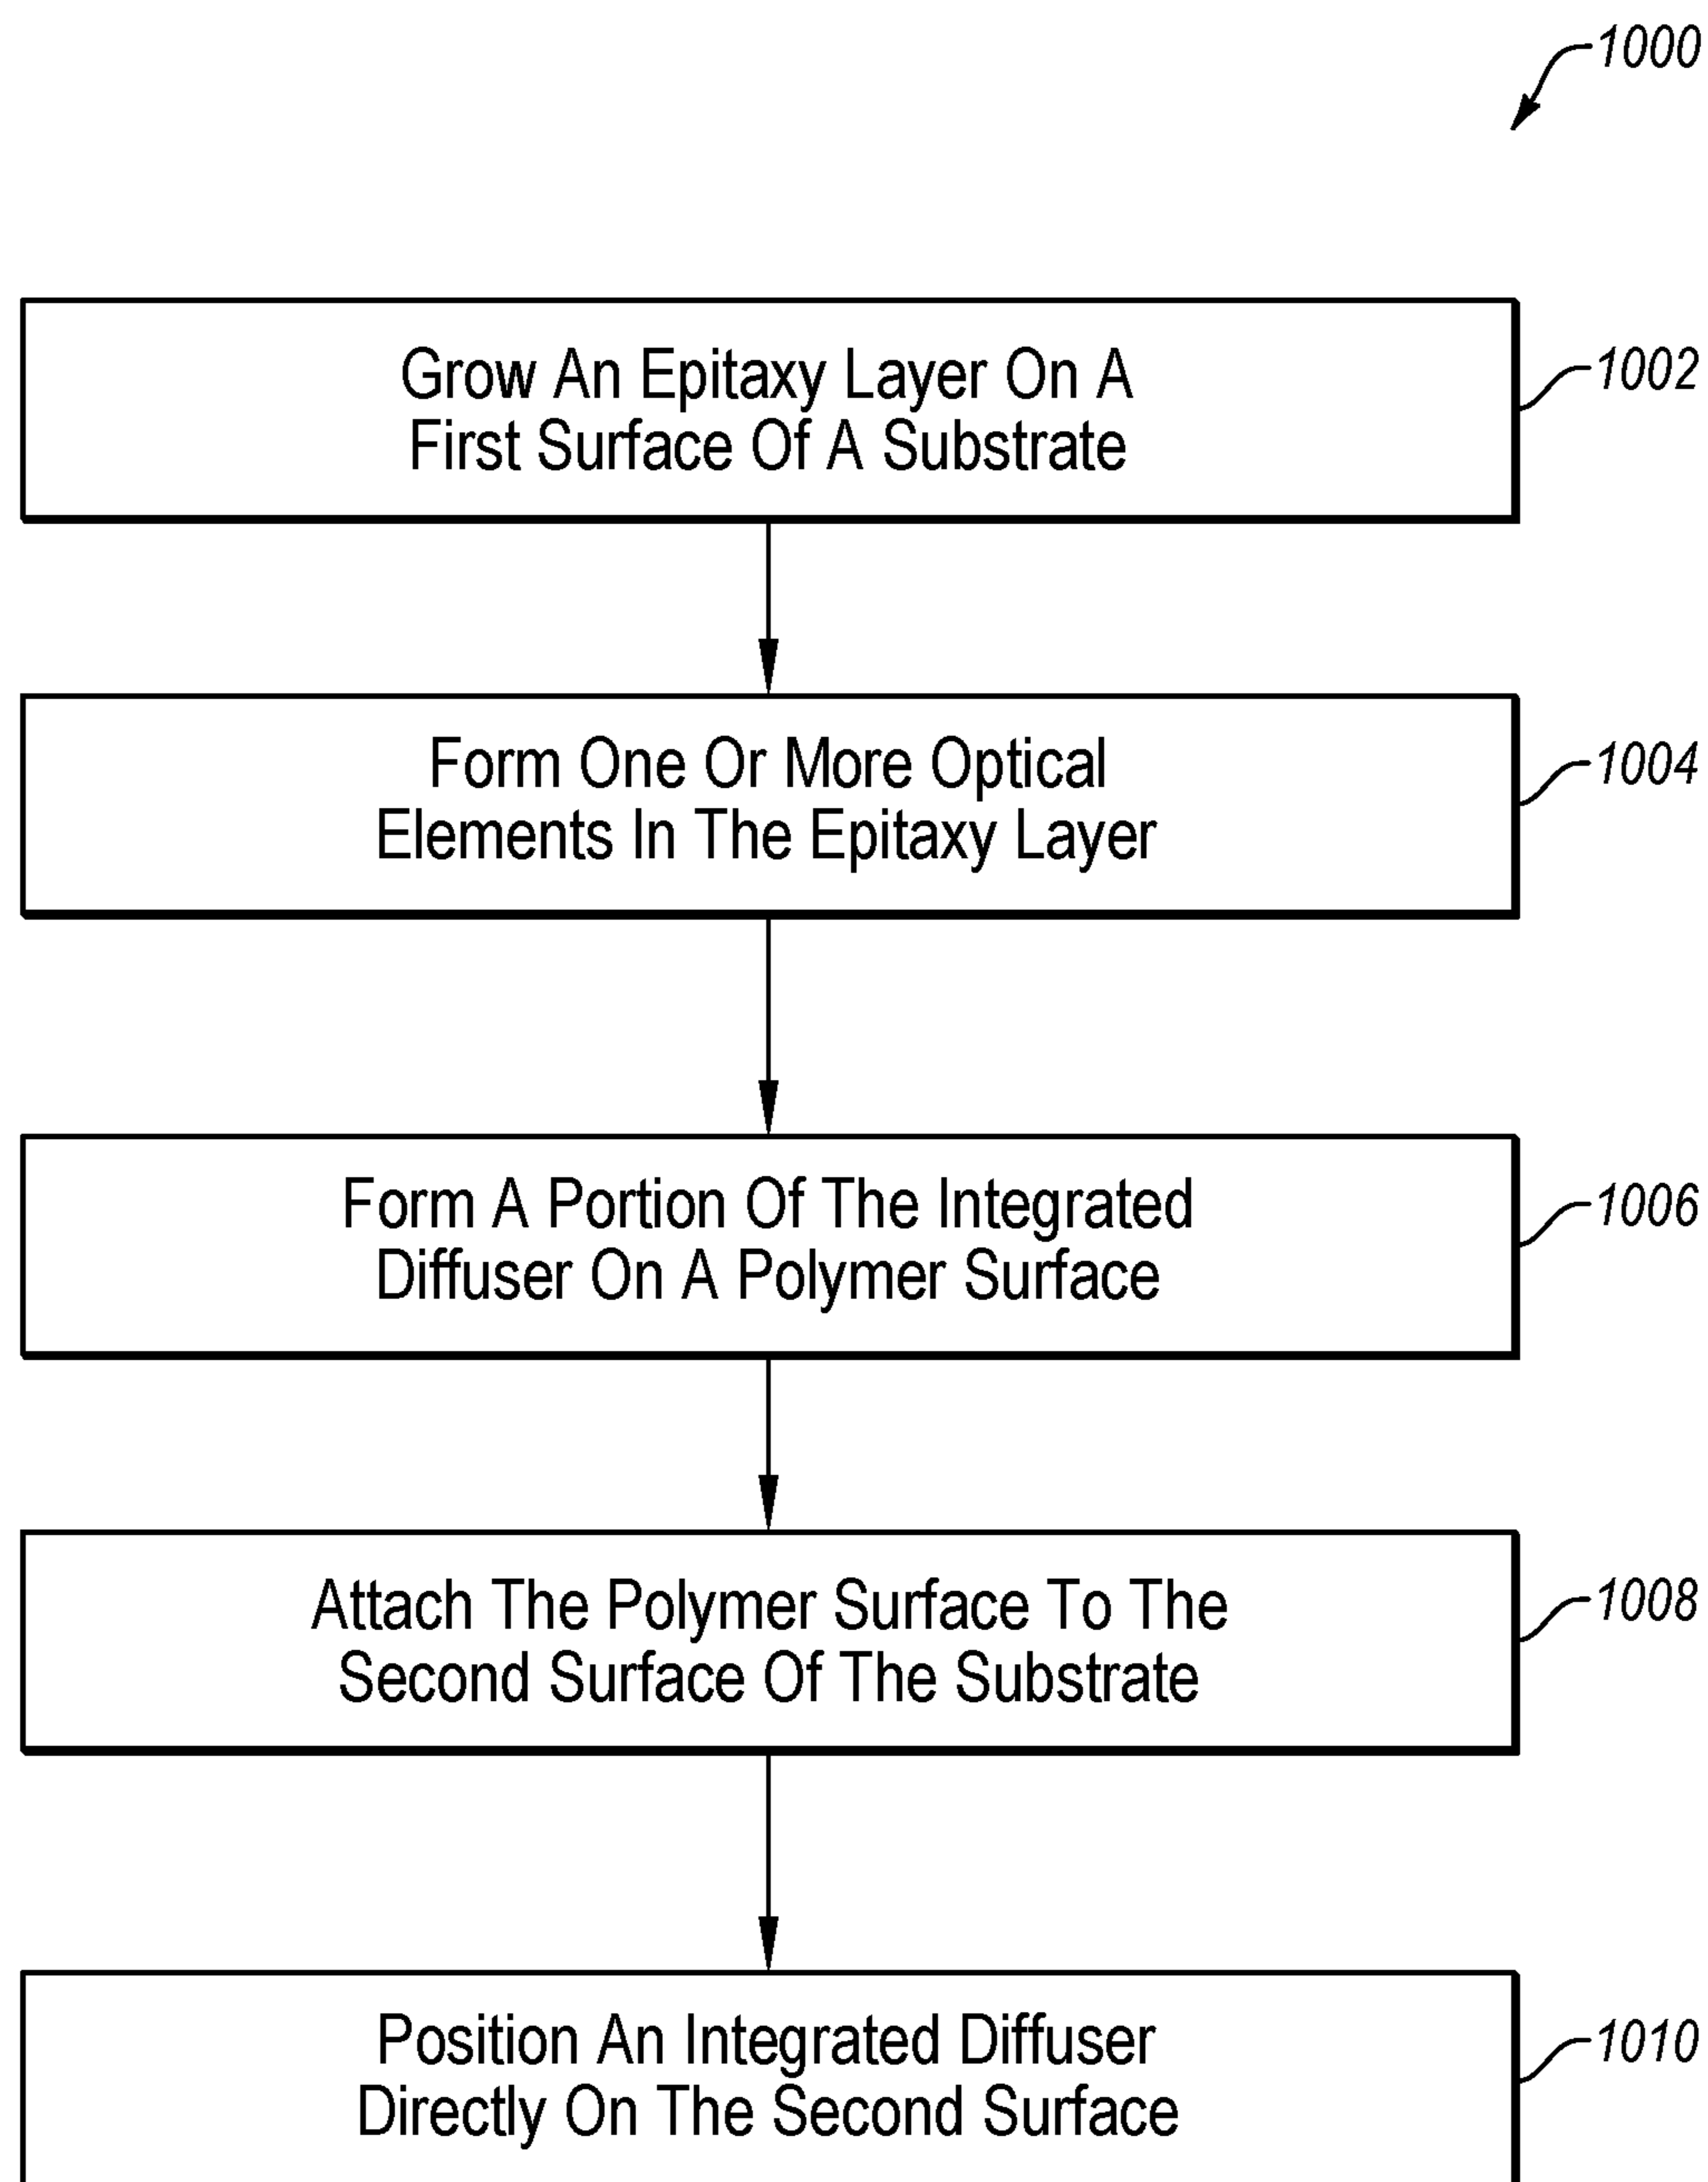 1000
Grow An Epitaxy Layer On A
First Surface Of A Substrate
1002
Form One Or More Optical
Elements In The Epitaxy Layer
1004
Form A Portion Of The Integrated
Diffuser On A Polymer Surface
1006
Attach The Polymer Surface To The
Second Surface Of The Substrate
1008
Position An Integrated Diffuser
Directly On The Second Surface
1010